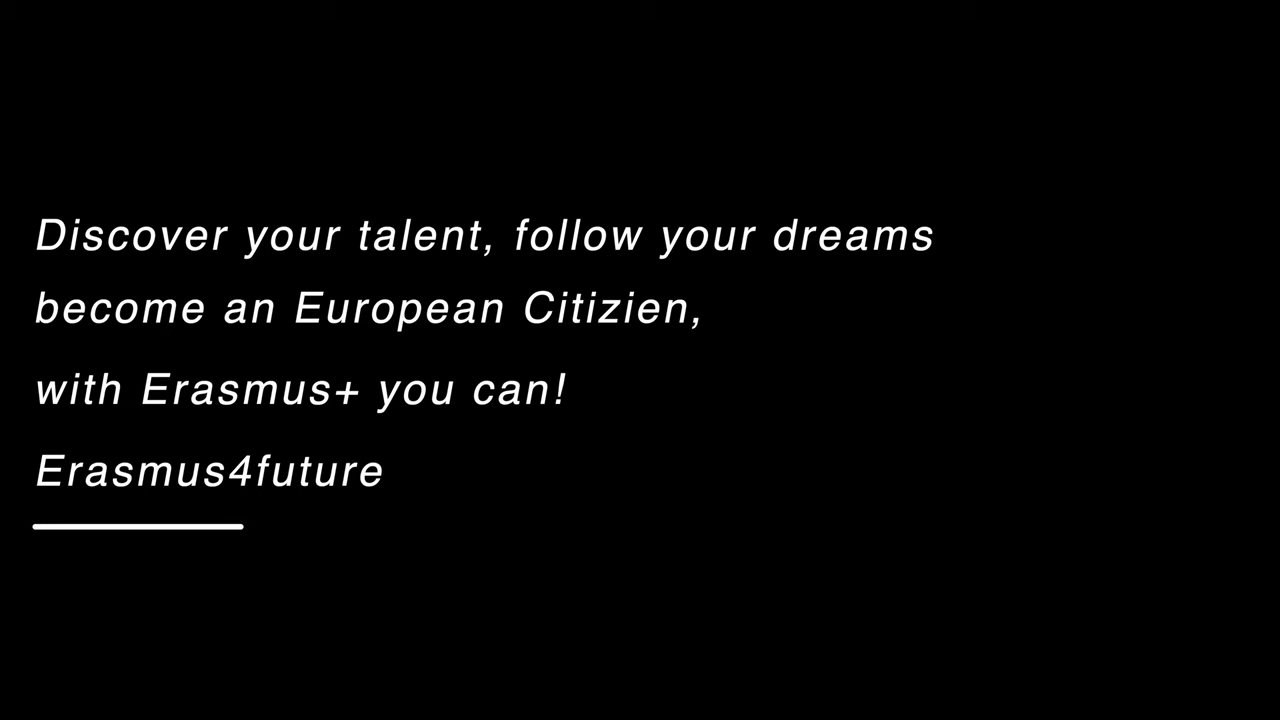 Discover your talent, follow your dreams
become an European Citizien,
with Erasmus+ you can!
Erasmus4future